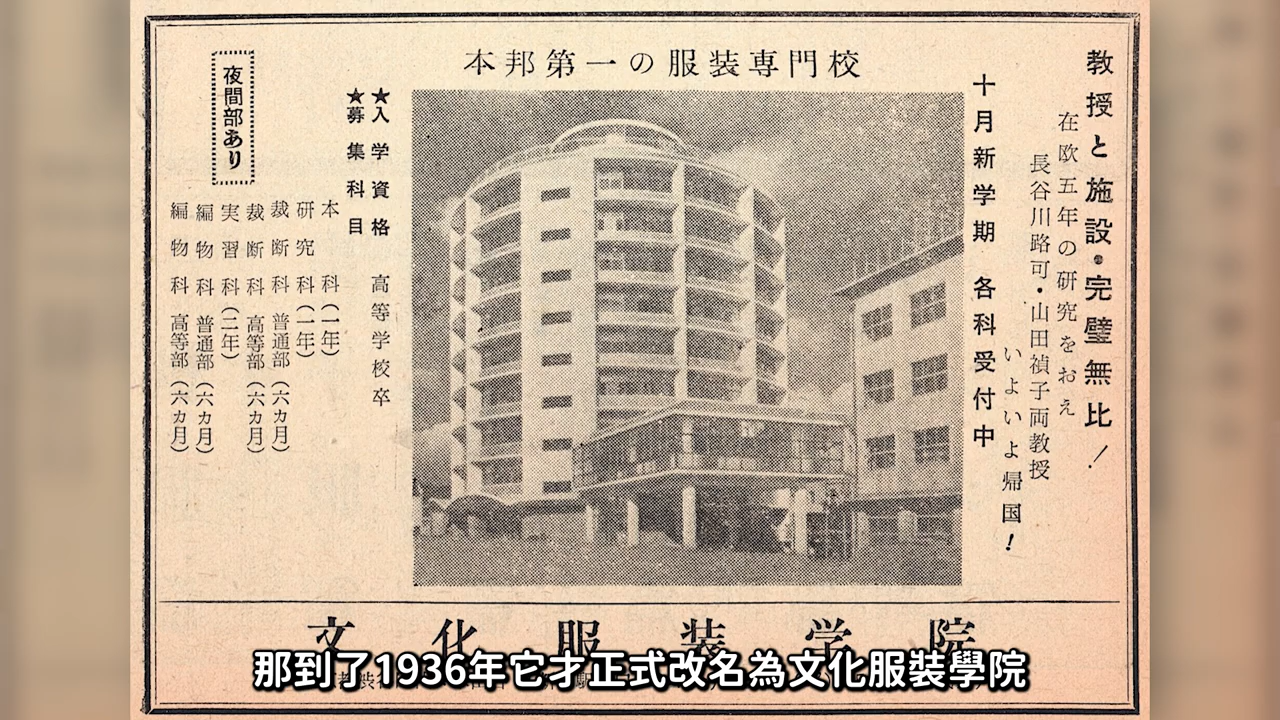 本邦第一の服装専門校
教授と施設・完璧無比!
在欧五年の研究をおえ
長谷川路可・山田禎子両教授
いよいよ帰国!
十月新学期 各科受付中
★入学資格 高等学校卒
★募集科目
本科(一年)
研究科(一年)
裁断科 普通部(六カ月)
裁断科 高等部(六カ月)
実習科(二年)
編物科 普通部(六カ月)
編物科 高等部(六カ月)
夜間部あり
文化服装学院
那到了1936年它才正式改名為文化服裝學院